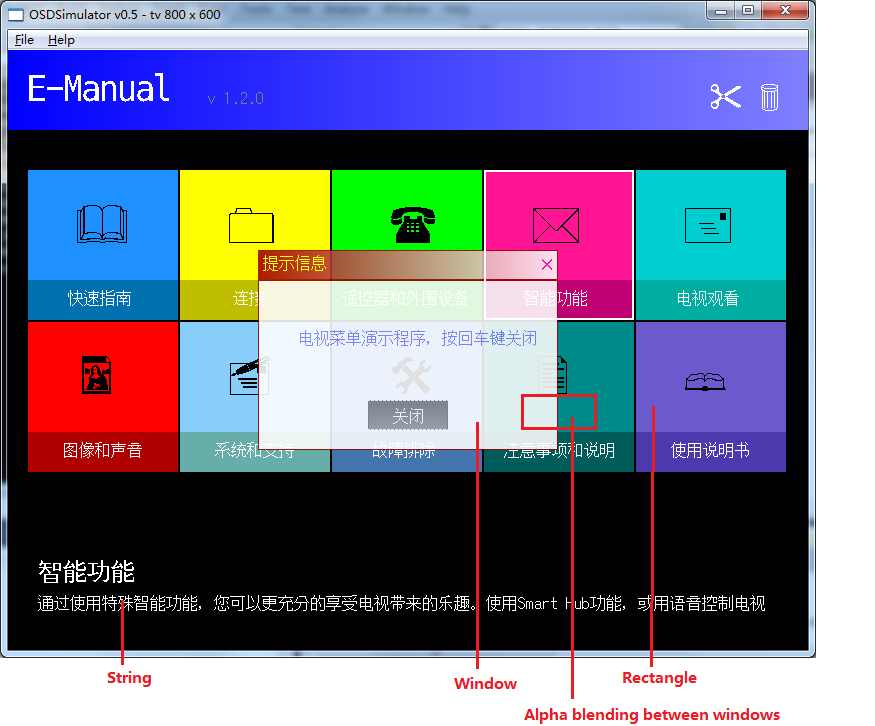 OSDSimulator v0.5 - tv 800 x 600
File Help
E-Manual v 1.2.0
提示信息
快速指南
连接
遥控器和外围设备
智能功能
电视观看
电视菜单演示程序，按回车键关闭
关闭
图像和声音
系统和支持
故障排除
注意事项和说明
使用说明书
智能功能
通过使用特殊智能功能，您可以更充分的享受电视带来的乐趣。使用Smart Hub功能，或用语音控制电视
String
Window
Rectangle
Alpha blending between windows